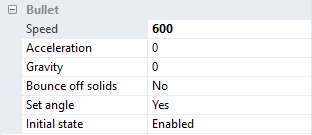 Bullet
Speed 600
Acceleration 0
Gravity 0
Bounce off solids No
Set angle Yes
Initial state Enabled